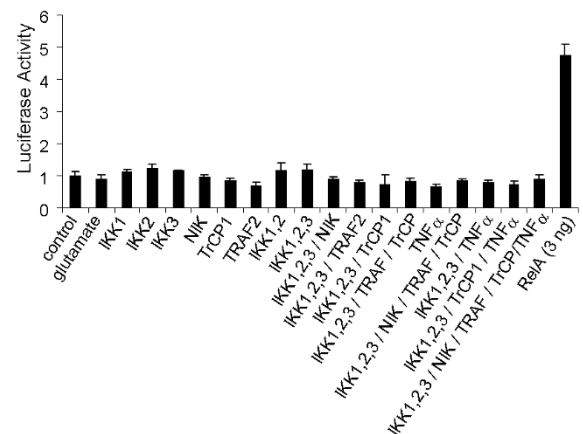 Luciferase Activity
6
5
4
3
2
1
0
control
glutamate
IKK1
IKK2
IKK3
NIK
TrCP1
TRAF2
IKK1,2
IKK1,2,3
IKK1,2,3 / NIK
IKK1,2,3 / TRAF2
IKK1,2,3 / TrCP1
IKK1,2,3 / TRAF / TrCP
TNFα
IKK1,2,3 / NIK / TRAF / TrCP
IKK1,2,3 / TNFα
IKK1,2,3 / TrCP1 / TNFα
IKK1,2,3 / NIK / TRAF / TrCP/TNFα
RelA (3 ng)